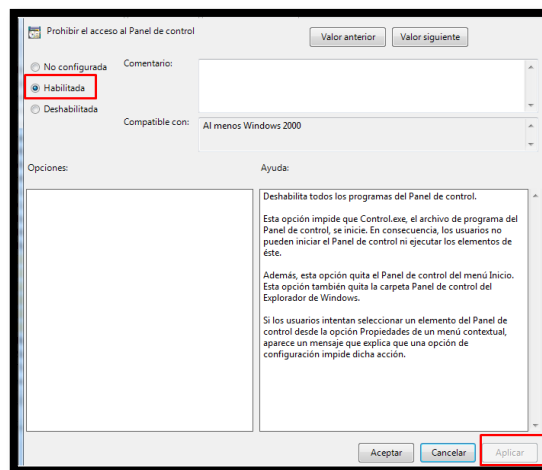 Prohibir el acceso al Panel de control
Valor anterior
Valor siguiente
No configurada
Comentario:
Habilitada
Deshabilitada
Compatible con:
Al menos Windows 2000
Opciones:
Ayuda:
Deshabilita todos los programas del Panel de control.
Esta opción impide que Control.exe, el archivo de programa del
Panel de control, se inicie. En consecuencia, los usuarios no
pueden iniciar el Panel de control ni ejecutar los elementos de
éste.
Además, esta opción quita el Panel de control del menú Inicio.
Esta opción también quita la carpeta Panel de control del
Explorador de Windows.
Si los usuarios intentan seleccionar un elemento del Panel de
control desde la opción Propiedades de un menú contextual,
aparece un mensaje que explica que una opción de
configuración impide dicha acción.
Aceptar
Cancelar
Aplicar